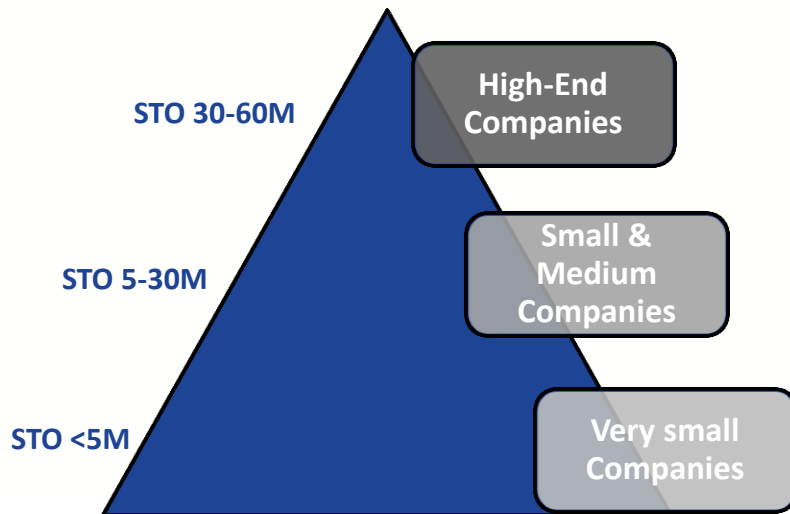 STO 30-60M
High-End
Companies
STO 5-30M
Small &
Medium
Companies
STO <5M
Very small
Companies